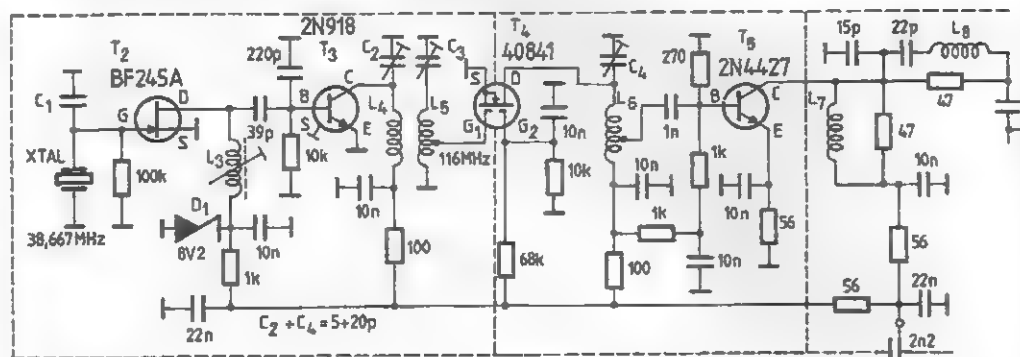 2N918
T2
BF245A
220p
T3
C2
C3
T4
40841
270
T5
2N4427
15p
22p
L8
C1
D
G
S
39p
B
C
S
E
L4
L5
S
D
G1
G2
10n
C4
L6
B
C
E
1n
L7
47
47
XTAL
100k
L3
10k
116MHz
10k
10n
1k
10n
10n
38,667MHz
D1
8V2
10n
10n
1k
56
56
1k
100
68k
100
10n
56
22n
22n
C2 ÷ C4 = 5÷20p
2n2